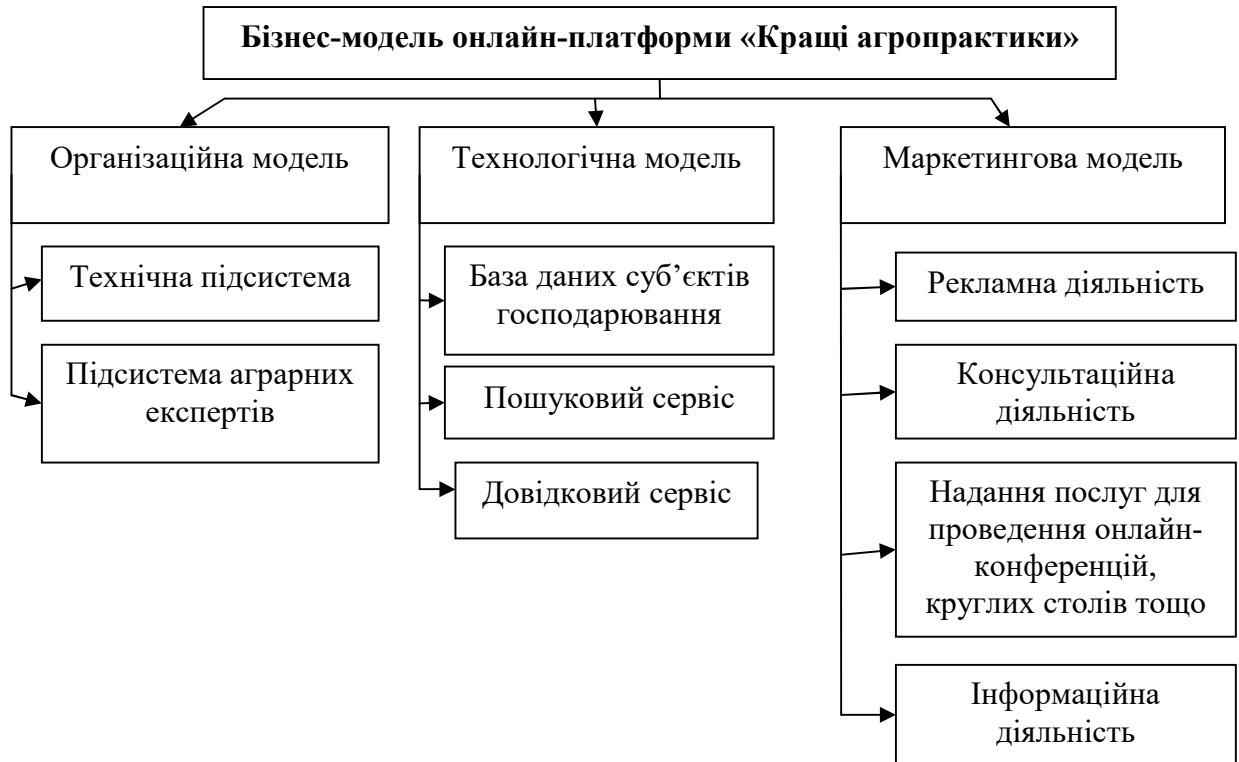 Бізнес-модель онлайн-платформи «Кращі агропрактики»
Організаційна модель
Технічна підсистема
Підсистема аграрних
експертів
Технологічна модель
База даних суб’єктів
господарювання
Пошуковий сервіс
Довідковий сервіс
Маркетингова модель
Рекламна діяльність
Консультаційна
діяльність
Надання послуг для
проведення онлайн-
конференцій,
круглих столів тощо
Інформаційна
діяльність